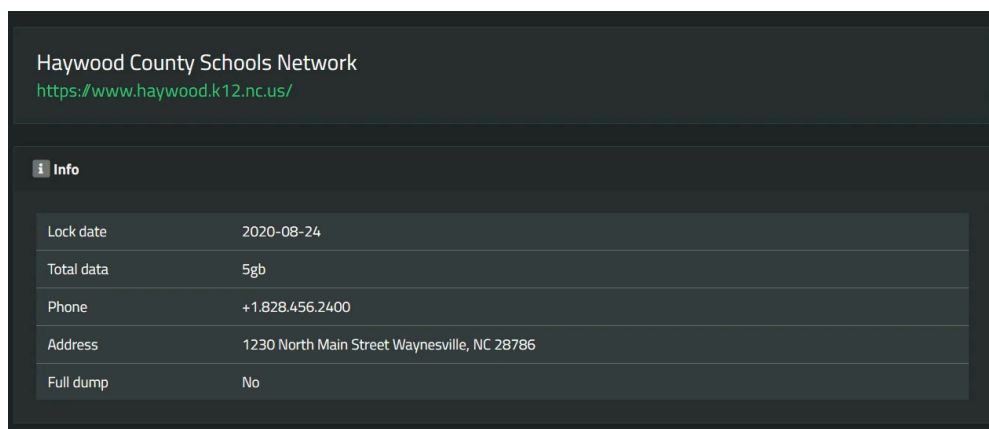 Haywood County Schools Network
https://www.haywood.k12.nc.us/
i Info
Lock date 2020-08-24
Total data 5gb
Phone +1.828.456.2400
Address 1230 North Main Street Waynesville, NC 28786
Full dump No